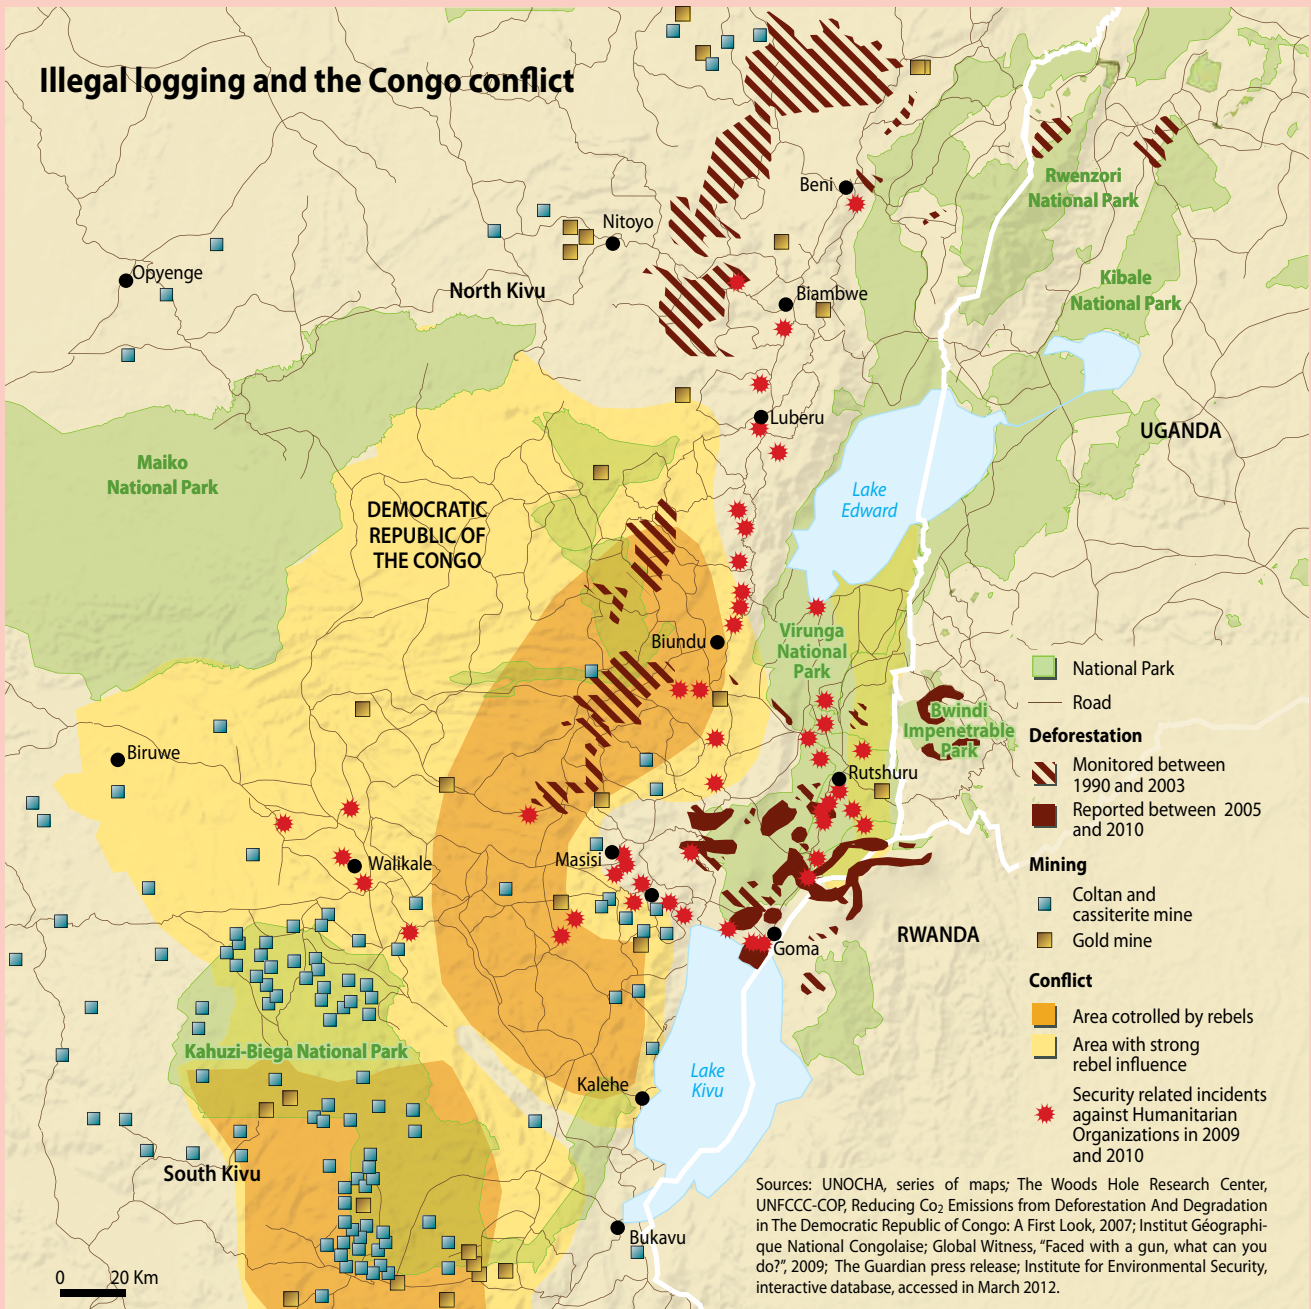 Illegal logging and the Congo conflict
Beni
Rwenzori
National Park
Nitoyo
Opyenge
North Kivu
Biambwe
Kibale
National Park
Luberu
UGANDA
Maiko
National Park
Lake
Edward
DEMOCRATIC
REPUBLIC OF
THE CONGO
Biundu
Virunga
National
Park
Bwindi
Impenetrable
Park
Biruwe
Rutshuru
Masisi
Walikale
Goma
RWANDA
Kahuzi-Biega National Park
Lake
Kivu
Kalehe
South Kivu
Bukavu
0 20 Km
National Park
Road
Deforestation
Monitored between
1990 and 2003
Reported between 2005
and 2010
Mining
Coltan and
cassiterite mine
Gold mine
Conflict
Area cotrolled by rebels
Area with strong
rebel influence
Security related incidents
against Humanitarian
Organizations in 2009
and 2010
Sources: UNOCHA, series of maps; The Woods Hole Research Center,
UNFCCC-COP, Reducing Co₂ Emissions from Deforestation And Degradation
in The Democratic Republic of Congo: A First Look, 2007; Institut Géographi-
que National Congolaise; Global Witness, “Faced with a gun, what can you
do?”, 2009; The Guardian press release; Institute for Environmental Security,
interactive database, accessed in March 2012.